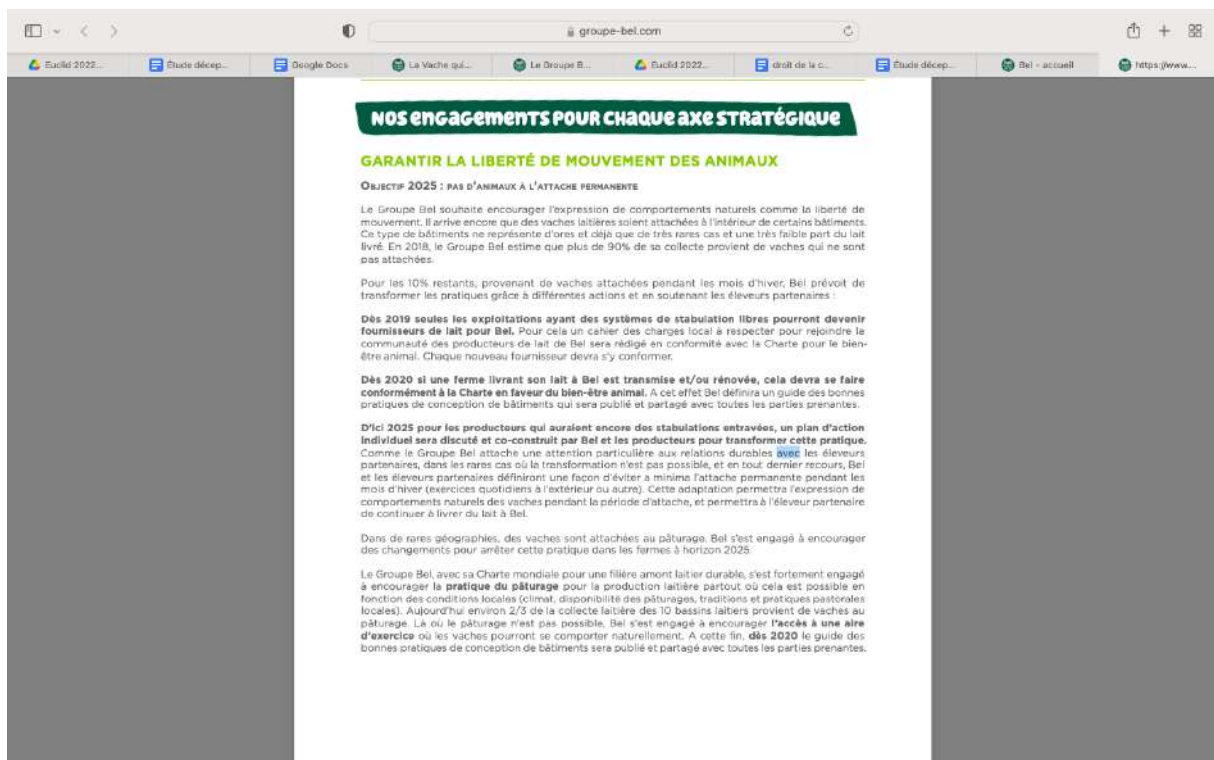 groupe-bel.com
Euclid 2022...
Étude décep...
Google Docs
La Vache qui...
Le Groupe B...
Euclid 2022...
droit de la c...
Étude décep...
Bel - accueil
https://www....
NOS ENGAGEMENTS POUR CHAQUE AXE STRATÉGIQUE
GARANTIR LA LIBERTÉ DE MOUVEMENT DES ANIMAUX
OBJECTIF 2025 : PAS D'ANIMAUX À L'ATTACHE PERMANENTE
Le Groupe Bel souhaite encourager l'expression de comportements naturels comme la liberté de
mouvement. Il arrive encore que des vaches laitières soient attachées à l'intérieur de certains bâtiments.
Ce type de bâtiments ne représente d'ores et déjà que de très rares cas et une très faible part du lait
livré. En 2018, le Groupe Bel estime que plus de 90% de sa collecte provient de vaches qui ne sont
pas attachées.
Pour les 10% restants, provenant de vaches attachées pendant les mois d'hiver, Bel prévoit de
transformer les pratiques grâce à différentes actions et en soutenant les éleveurs partenaires :
Dès 2019 seules les exploitations ayant des systèmes de stabulation libres pourront devenir
fournisseurs de lait pour Bel. Pour cela un cahier des charges local à respecter pour rejoindre la
communauté des producteurs de lait de Bel sera rédigé en conformité avec la Charte pour le bien-
être animal. Chaque nouveau fournisseur devra s'y conformer.
Dès 2020 si une ferme livrant son lait à Bel est transmise et/ou rénovée, cela devra se faire
conformément à la Charte en faveur du bien-être animal. A cet effet Bel définira un guide des bonnes
pratiques de conception de bâtiments qui sera publié et partagé avec toutes les parties prenantes.
D'ici 2025 pour les producteurs qui auraient encore des stabulations entravées, un plan d'action
individuel sera discuté et co-construit par Bel et les producteurs pour transformer cette pratique.
Comme le Groupe Bel attache une attention particulière aux relations durables avec les éleveurs
partenaires, dans les rares cas où la transformation n'est pas possible, et en tout dernier recours, Bel
et les éleveurs partenaires définiront une façon d'éviter a minima l'attache permanente pendant les
mois d'hiver (exercices quotidiens à l'extérieur ou autre). Cette adaptation permettra l'expression de
comportements naturels des vaches pendant la période d'attache, et permettra à l'éleveur partenaire
de continuer à livrer du lait à Bel.
Dans de rares géographies, des vaches sont attachées au pâturage. Bel s'est engagé à encourager
des changements pour arrêter cette pratique dans les fermes à horizon 2025.
Le Groupe Bel, avec sa Charte mondiale pour une filière amont laitier durable, s'est fortement engagé
à encourager la pratique du pâturage pour la production laitière partout où cela est possible en
fonction des conditions locales (climat, disponibilité des pâturages, traditions et pratiques pastorales
locales). Aujourd'hui environ 2/3 de la collecte laitière des 10 bassins laitiers provient de vaches au
pâturage. Là où le pâturage n'est pas possible, Bel s'est engagé à encourager l'accès à une aire
d'exercice où les vaches pourront se comporter naturellement. A cette fin, dès 2020 le guide des
bonnes pratiques de conception de bâtiments sera publié et partagé avec toutes les parties prenantes.